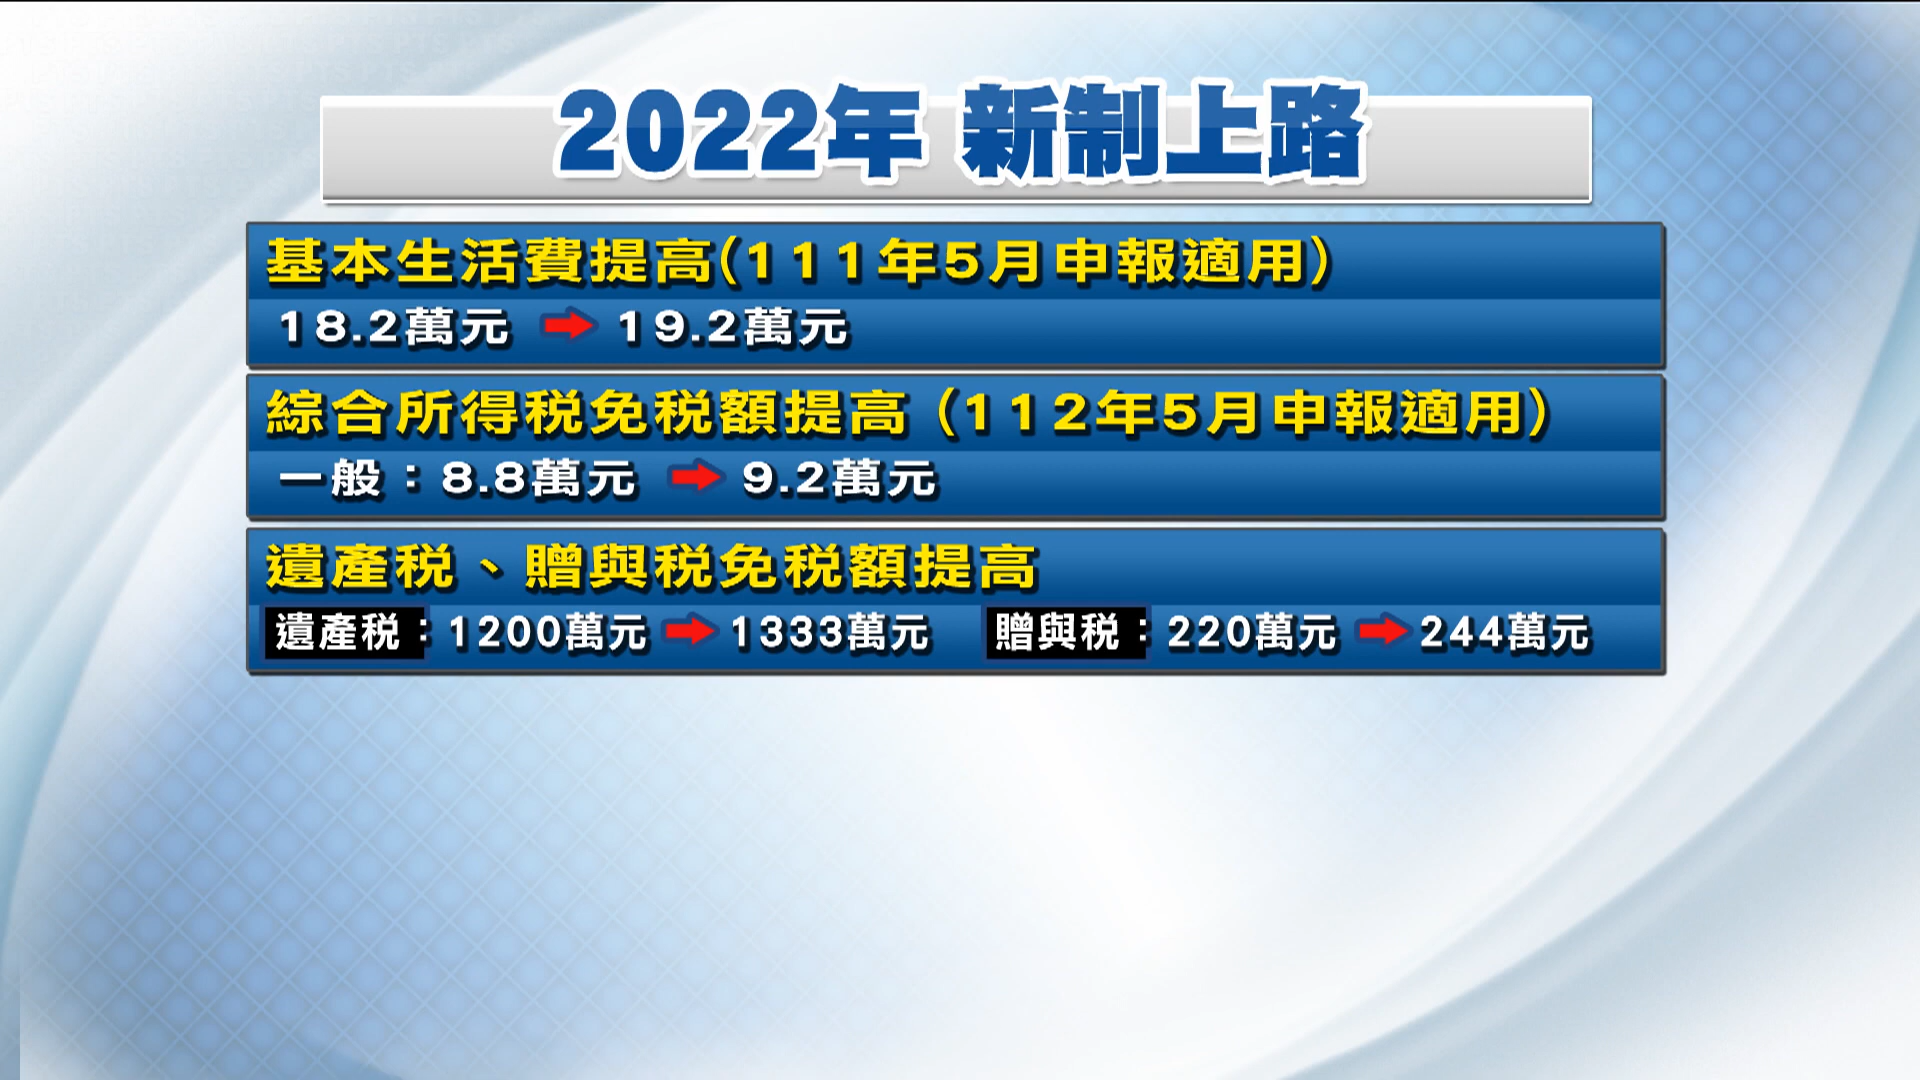 2022年 新制上路
基本生活費提高(111年5月申報適用)
18.2萬元 → 19.2萬元
綜合所得稅免稅額提高 (112年5月申報適用)
一般：8.8萬元 → 9.2萬元
遺產稅、贈與稅免稅額提高
遺產稅：1200萬元 → 1333萬元 贈與稅：220萬元 → 244萬元